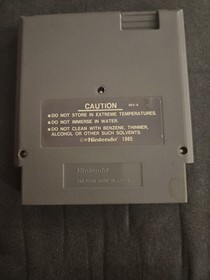 CAUTION
•DO NOT STORE IN EXTREME TEMPERATURES.
•DO NOT IMMERSE IN WATER.
•DO NOT CLEAN WITH BENZENE, THINNER,
ALCOHOL OR OTHER SUCH SOLVENTS.
©Nintendo 1985
Nintendo